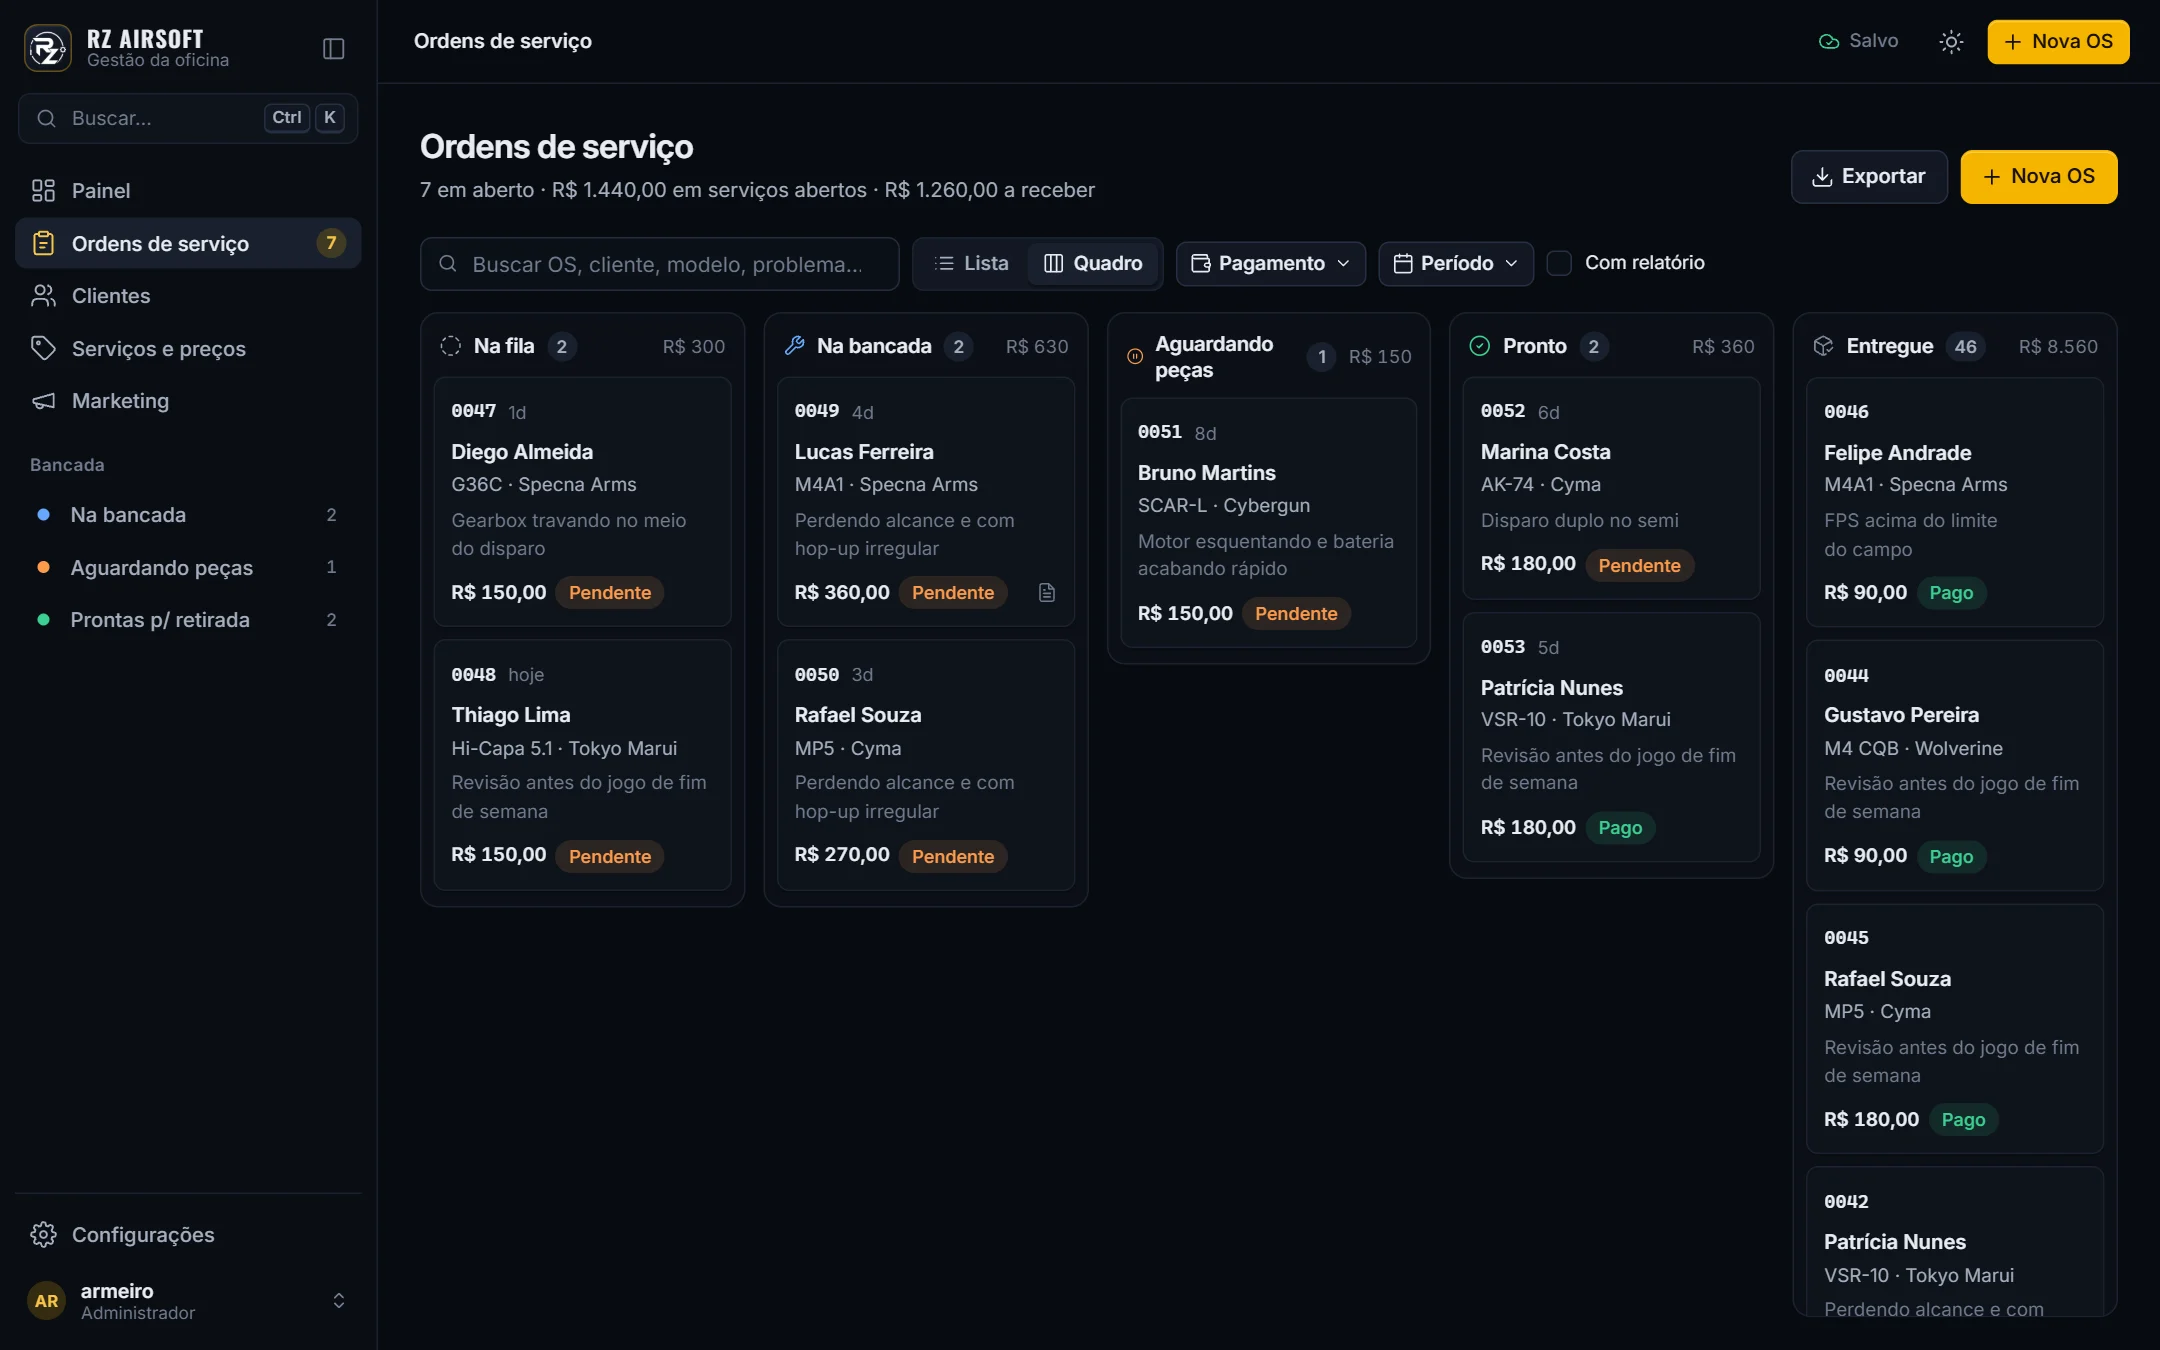 RZ AIRSOFT
Gestão da oficina
Buscar...
Ctrl K
Painel
Ordens de serviço 7
Clientes
Serviços e preços
Marketing
Bancada
Na bancada 2
Aguardando peças 1
Prontas p/ retirada 2
Configurações
AR
armeiro
Administrador
Ordens de serviço
Salvo
Nova OS
Ordens de serviço
7 em aberto · R$ 1.440,00 em serviços abertos · R$ 1.260,00 a receber
Exportar
Nova OS
Buscar OS, cliente, modelo, problema...
Lista
Quadro
Pagamento
Período
Com relatório
Na fila 2 R$ 300
0047 1d
Diego Almeida
G36C · Specna Arms
Gearbox travando no meio
do disparo
R$ 150,00 Pendente
0048 hoje
Thiago Lima
Hi-Capa 5.1 · Tokyo Marui
Revisão antes do jogo de fim
de semana
R$ 150,00 Pendente
Na bancada 2 R$ 630
0049 4d
Lucas Ferreira
M4A1 · Specna Arms
Perdendo alcance e com
hop-up irregular
R$ 360,00 Pendente
0050 3d
Rafael Souza
MP5 · Cyma
Perdendo alcance e com
hop-up irregular
R$ 270,00 Pendente
Aguardando
peças
1 R$ 150
0051 8d
Bruno Martins
SCAR-L · Cybergun
Motor esquentando e bateria
acabando rápido
R$ 150,00 Pendente
Pronto 2 R$ 360
0052 6d
Marina Costa
AK-74 · Cyma
Disparo duplo no semi
R$ 180,00 Pendente
0053 5d
Patrícia Nunes
VSR-10 · Tokyo Marui
Revisão antes do jogo de fim
de semana
R$ 180,00 Pago
Entregue 46 R$ 8.560
0046
Felipe Andrade
M4A1 · Specna Arms
FPS acima do limite
do campo
R$ 90,00 Pago
0044
Gustavo Pereira
M4 CQB · Wolverine
Revisão antes do jogo de fim
de semana
R$ 90,00 Pago
0045
Rafael Souza
MP5 · Cyma
Revisão antes do jogo de fim
de semana
R$ 180,00 Pago
0042
Patrícia Nunes
VSR-10 · Tokyo Marui
Perdendo alcance e com